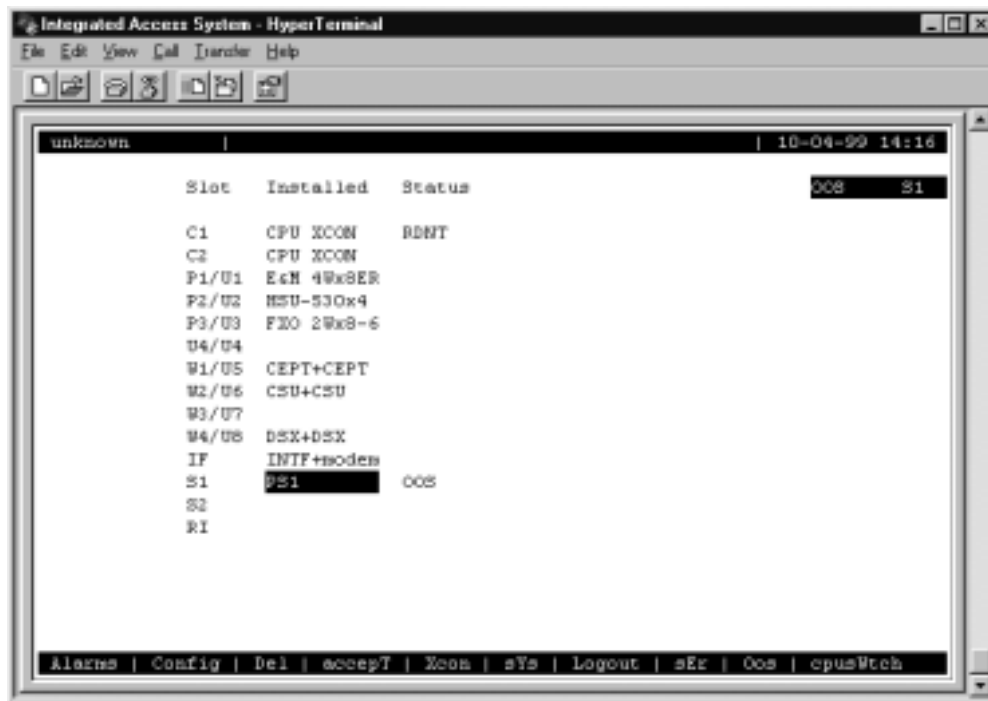 Integrated Access System - HyperTerminal
File Edit View Call Transfer Help
unknown | | 10-04-99 14:16
Slot Installed Status OOS S1
C1 CPU XCON RDNT
C2 CPU XCON
P1/U1 E&M 4Wx8ER
P2/U2 HSU-530x4
P3/U3 FXO 2Wx8-6
U4/U4
W1/U5 CEPT+CEPT
W2/U6 CSU+CSU
W3/U7
W4/U8 DSX+DSX
IF INTF+modem
S1 PS1 OOS
S2
RI
Alarms | Config | Del | accepT | Xcon | sYs | Logout | sEr | Oos | cpusWtch